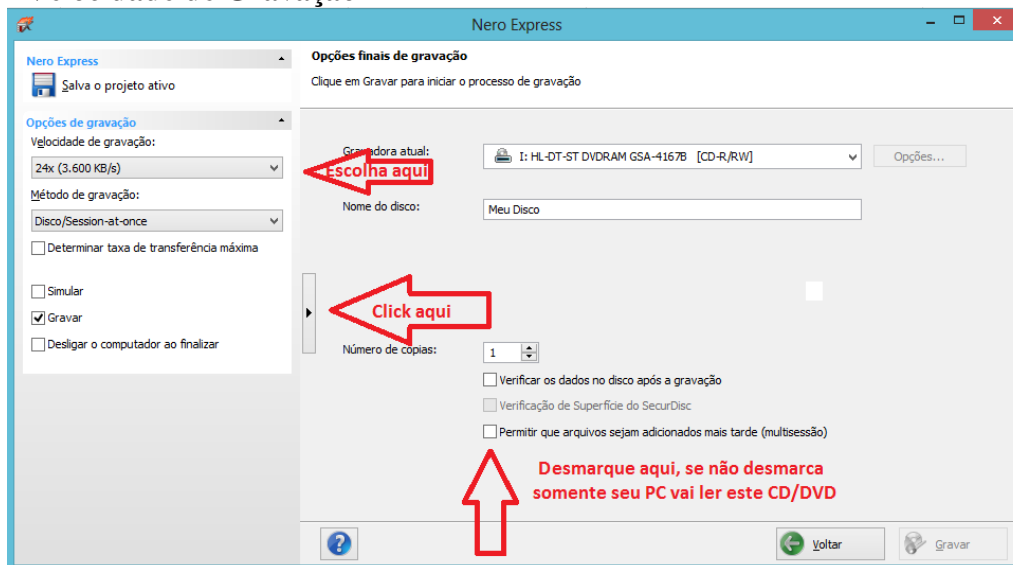 Nero Express
Nero Express
Salva o projeto ativo
Opções de gravação
Velocidade de gravação:
24x (3.600 KB/s)
Método de gravação:
Disco/Session-at-once
Determinar taxa de transferência máxima
Simular
Gravar
Desligar o computador ao finalizar
Opções finais de gravação
Clique em Gravar para iniciar o processo de gravação
Gravadora atual:
I: HL-DT-ST DVDRAM GSA-4167B [CD-R/RW]
Opções...
Escolha aqui
Nome do disco:
Meu Disco
Click aqui
Número de cópias:
1
Verificar os dados no disco após a gravação
Verificação de Superfície do SecurDisc
Permitir que arquivos sejam adicionados mais tarde (multisessão)
Desmarque aqui, se não desmarca
somente seu PC vai ler este CD/DVD
Voltar
Gravar